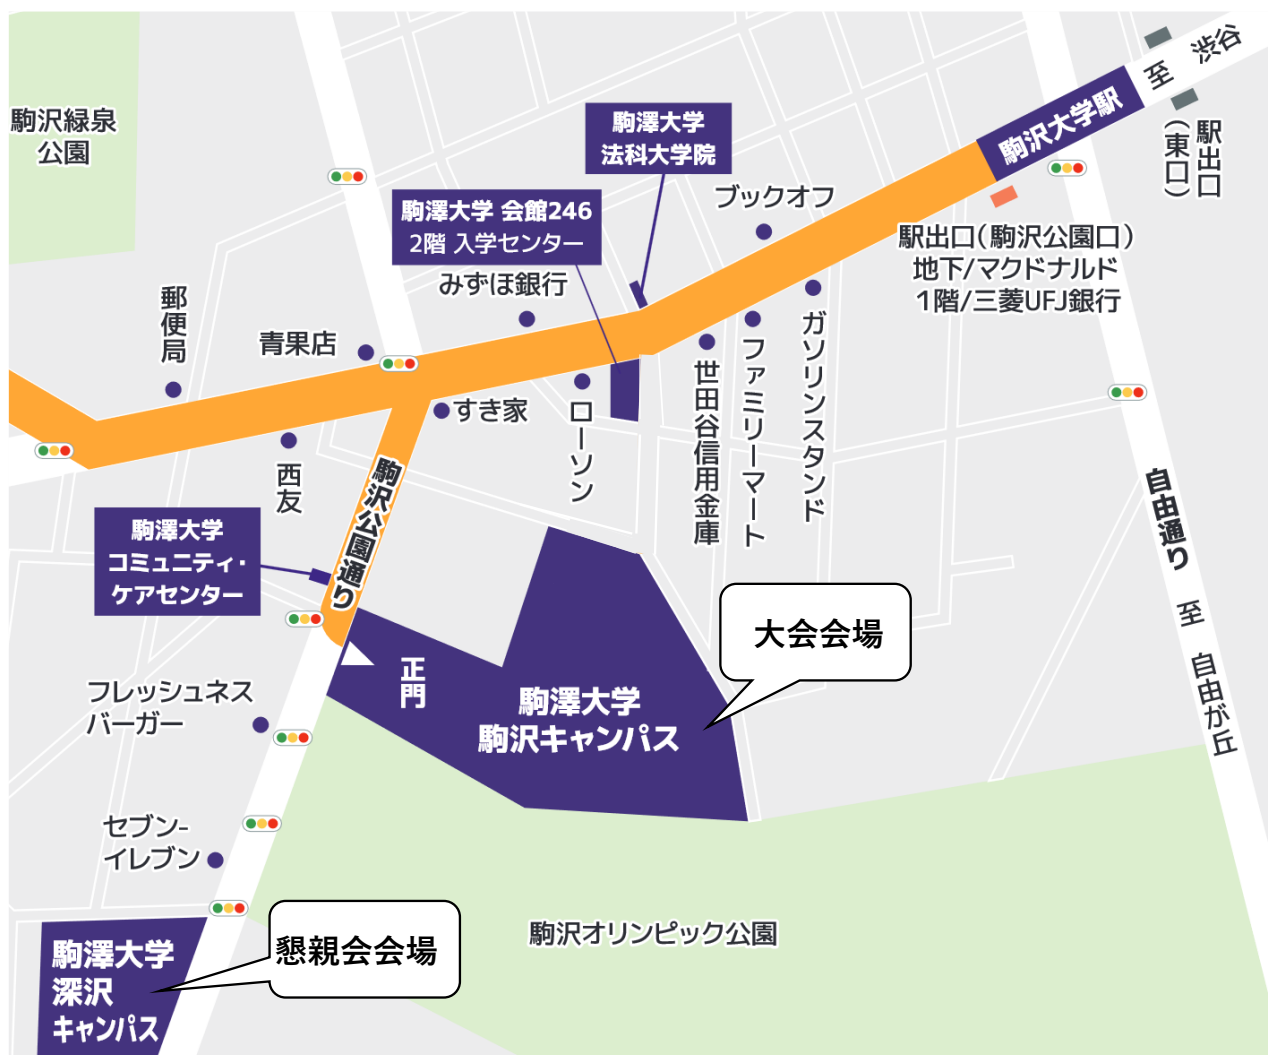 至 渋谷
駒沢緑泉
公園
駒澤大学
法科大学院
駒沢大学駅
駅出口
(東口)
駒澤大学 会館246
2階 入学センター
ブックオフ
駅出口(駒沢公園口)
地下/マクドナルド
1階/三菱UFJ銀行
みずほ銀行
郵便局
青果店
すき家
ローソン
世田谷信用金庫
ファミリーマート
ガソリンスタンド
西友
駒沢公園通り
自由通り 至 自由が丘
駒澤大学
コミュニティ・
ケアセンター
大会会場
正門
駒澤大学
駒沢キャンパス
フレッシュネス
バーガー
セブン-
イレブン
駒沢オリンピック公園
懇親会会場
駒澤大学
深沢
キャンパス